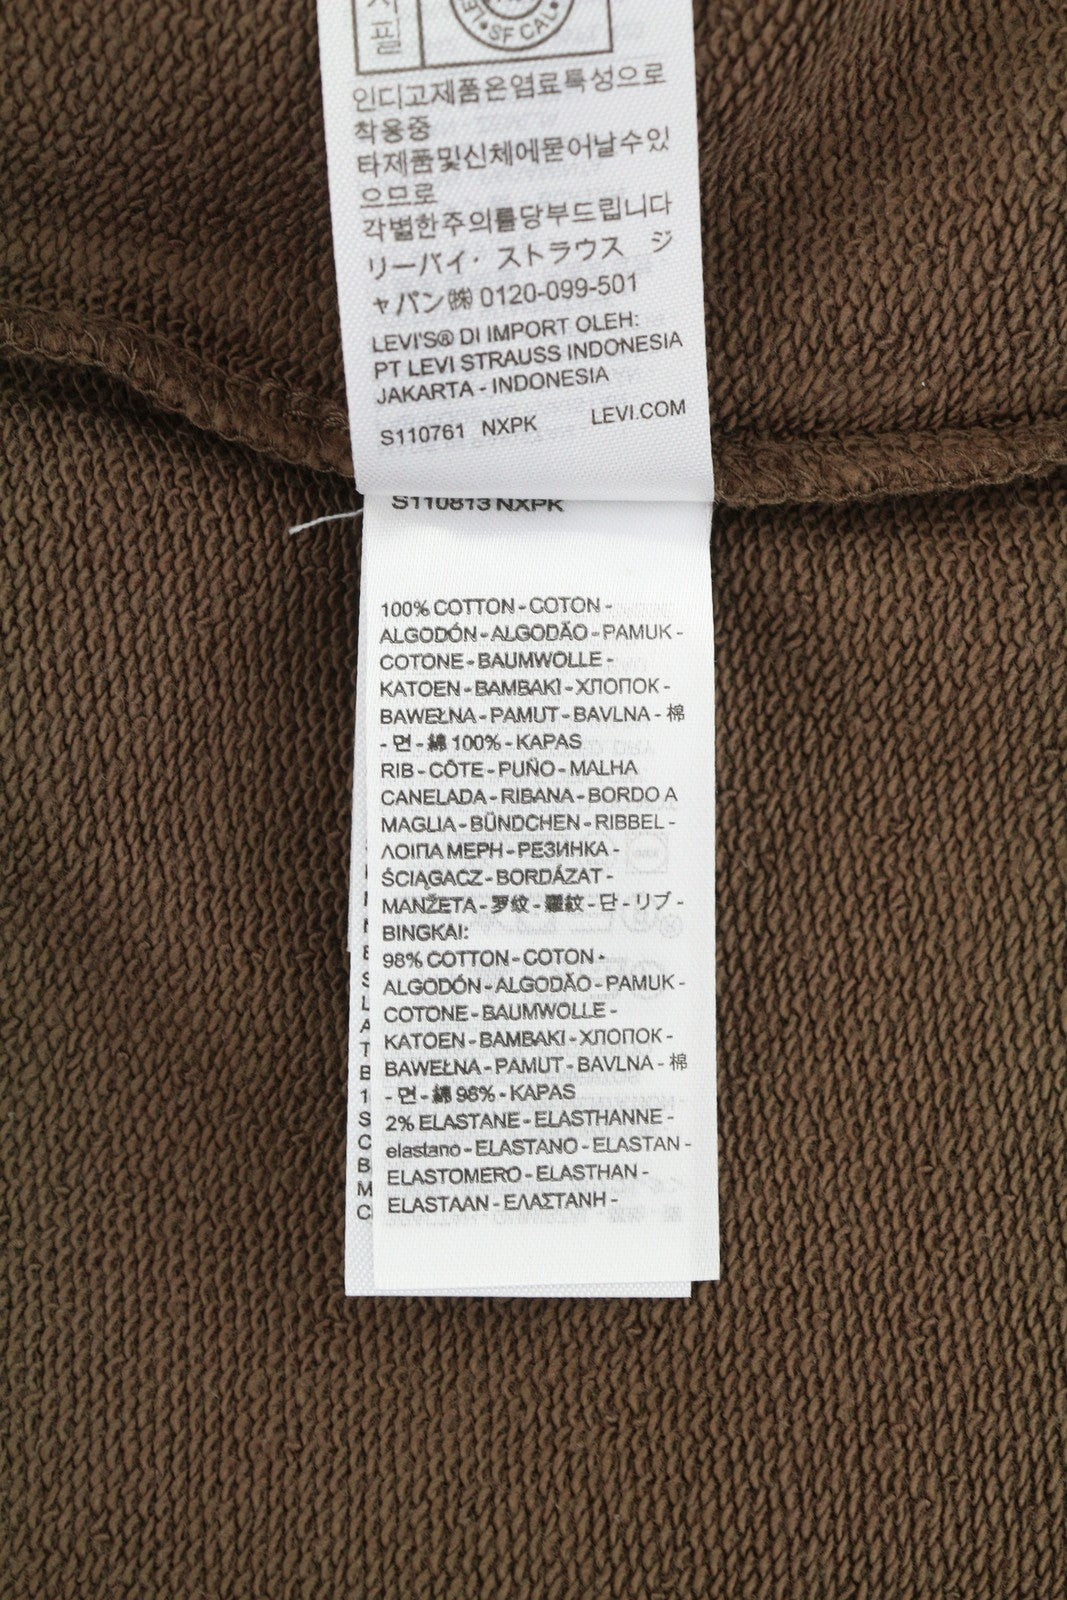 시
플
SF CAL
인디고제품은염료특성으로
착용중
타제품및신체에묻어날수있
으므로
각별한주의를당부드립니다
リーバイ・ストラウス ジ
ャパン㈱ 0120-099-501
LEVI'S® DI IMPORT OLEH:
PT LEVI STRAUSS INDONESIA
JAKARTA - INDONESIA
S110761 NXPK LEVI.COM
S110813 NXPK
100% COTTON - COTON -
ALGODÓN - ALGODÃO - PAMUK -
COTONE - BAUMWOLLE -
KATOEN - BAMBAKI - ХЛОПОК -
BAWEŁNA - PAMUT - BAVLNA - 棉
- 면 - 綿 100% - KAPAS
RIB - CÔTE - PUÑO - MALHA
CANELADA - RIBANA - BORDO A
MAGLIA - BÜNDCHEN - RIBBEL -
ΛΟΙΠΑ ΜΕΡΗ - РЕЗИНКА -
ŚCIĄGACZ - BORDÁZAT -
MANŽETA - 罗纹 - 羅紋 - 단 - リブ -
BINGKAI:
98% COTTON - COTON -
ALGODÓN - ALGODÃO - PAMUK -
COTONE - BAUMWOLLE -
KATOEN - BAMBAKI - ХЛОПОК -
BAWEŁNA - PAMUT - BAVLNA - 棉
- 면 - 綿 98% - KAPAS
2% ELASTANE - ELASTHANNE -
elastano - ELASTANO - ELASTAN -
ELASTOMERO - ELASTHAN -
ELASTAAN - ΕΛΑΣΤΑΝΗ -